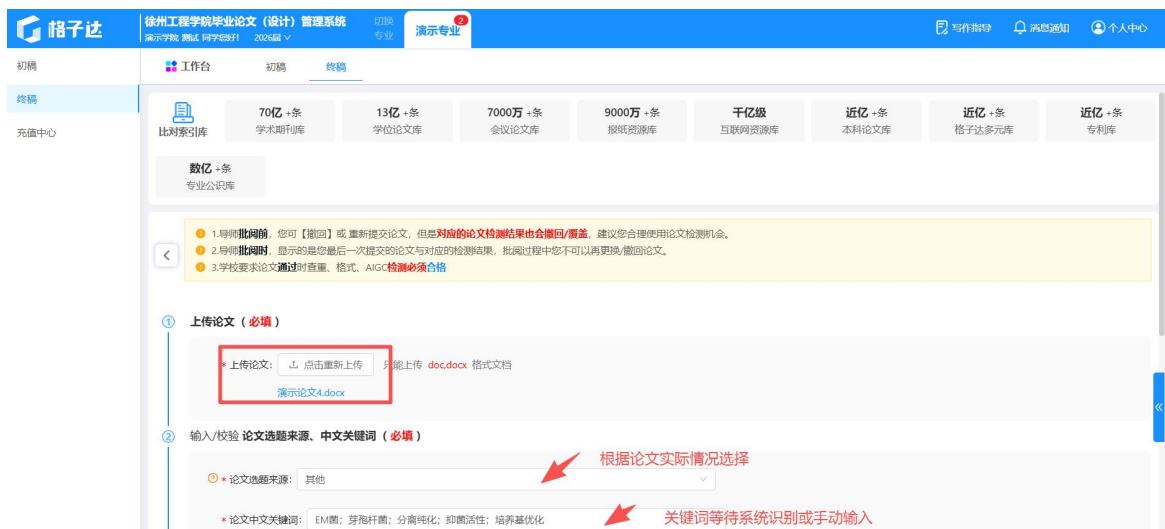 格子达
徐州工程学院毕业论文（设计）管理系统
演示学院 测试 同学您好! 2026届
切换专业
演示专业
2
写作指导
消息通知
个人中心
初稿
终稿
充值中心
工作台 初稿 终稿
比对索引库
70亿 +条 13亿 +条 7000万 +条 9000万 +条 千亿级 近亿 +条 近亿 +条 近亿 +条
学术期刊库 学位论文库 会议论文库 报纸资源库 互联网资源库 本科论文库 格子达多元库 专利库
数亿 +条
专业公识库
1.导师批阅前，您可【撤回】或 重新提交论文，但是对应的论文检测结果也会撤回/覆盖，建议您合理使用论文检测机会。
2.导师批阅时，显示的是您最后一次提交的论文与对应的检测结果，批阅过程中您不可以再更换/撤回论文。
3.学校要求论文通过时查重、格式、AIGC检测必须合格
1 上传论文（ 必填 ）
* 上传论文： 点击重新上传 只能上传 doc,docx 格式文档
演示论文4.docx
2 输入/校验 论文选题来源、中文关键词（ 必填 ）
根据论文实际情况选择
* 论文选题来源： 其他
关键词等待系统识别或手动输入
* 论文中文关键词： EM菌；芽孢杆菌；分离纯化；抑菌活性；培养基优化